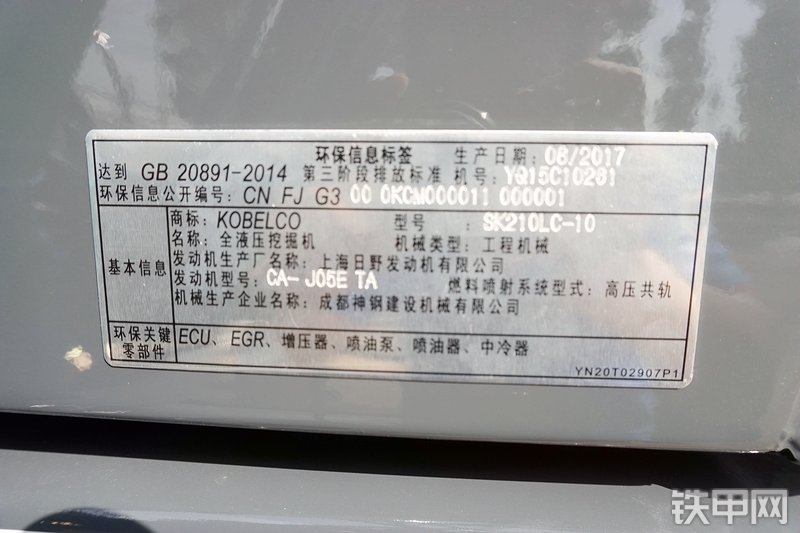 环保信息标签 生产日期: 08/2017
达到 GB 20891-2014 第三阶段排放标准 机号: YQ15C10281
环保信息公开编号: CN FJ G3 00 0KCM000011 000001
基本信息
商标: KOBELCO 型号: SK210LC-10
名称: 全液压挖掘机 机械类型: 工程机械
发动机生产厂名称: 上海日野发动机有限公司
发动机型号: CA- J05E TA 燃料喷射系统型式: 高压共轨
机械生产企业名称: 成都神钢建设机械有限公司
环保关键零部件
ECU、EGR、增压器、喷油泵、喷油器、中冷器
YN20T02907P1
铁甲网